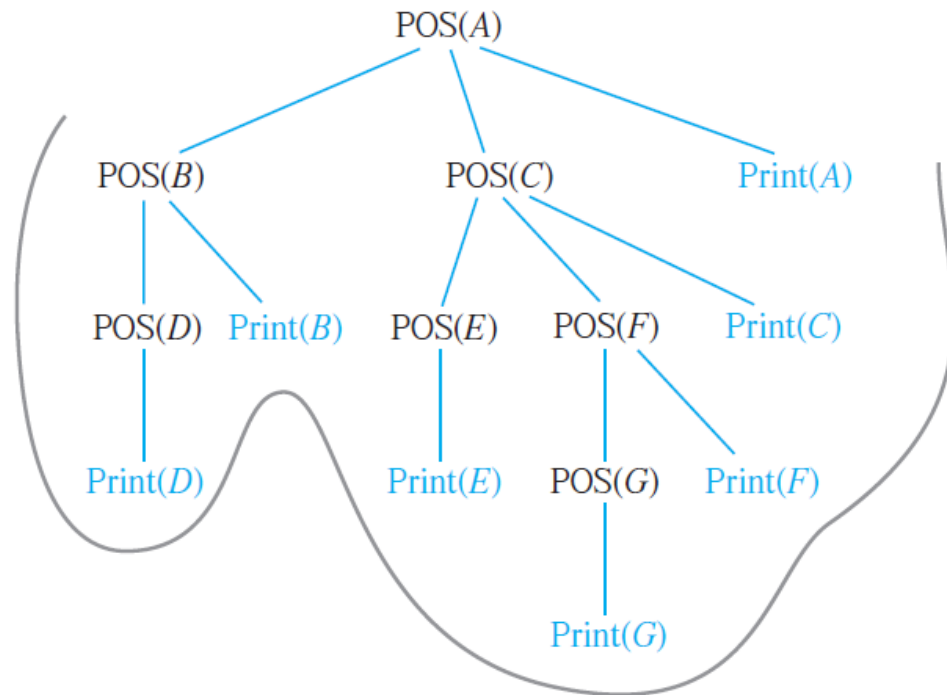 POS(A)
POS(B) POS(C) Print(A)
POS(D) Print(B) POS(E) POS(F) Print(C)
Print(D) Print(E) POS(G) Print(F)
Print(G)